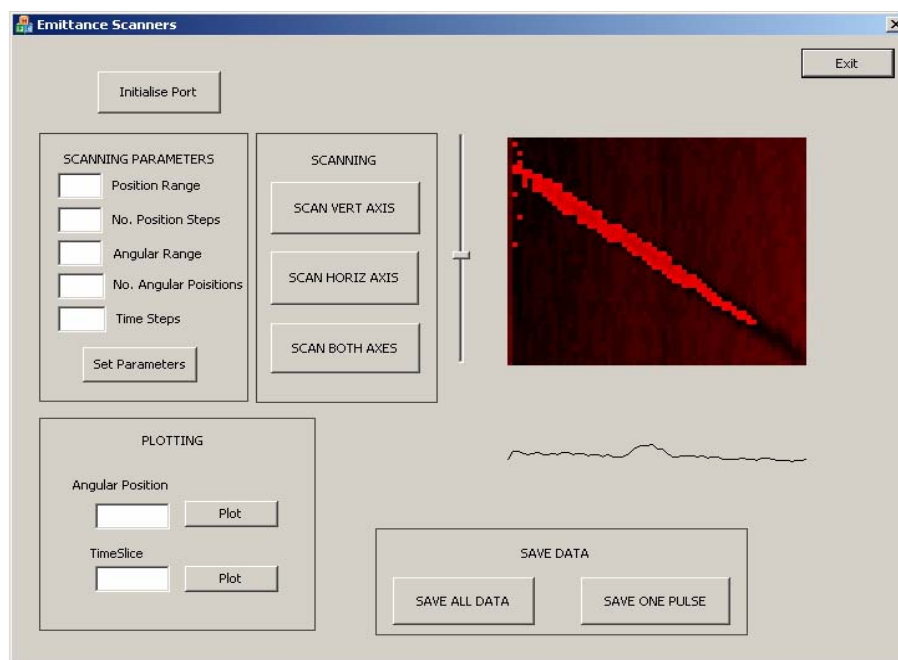 Emittance Scanners
Exit
Initialise Port
SCANNING PARAMETERS
Position Range
No. Position Steps
Angular Range
No. Angular Poisitions
Time Steps
Set Parameters
SCANNING
SCAN VERT AXIS
SCAN HORIZ AXIS
SCAN BOTH AXES
PLOTTING
Angular Position
Plot
TimeSlice
Plot
SAVE DATA
SAVE ALL DATA
SAVE ONE PULSE